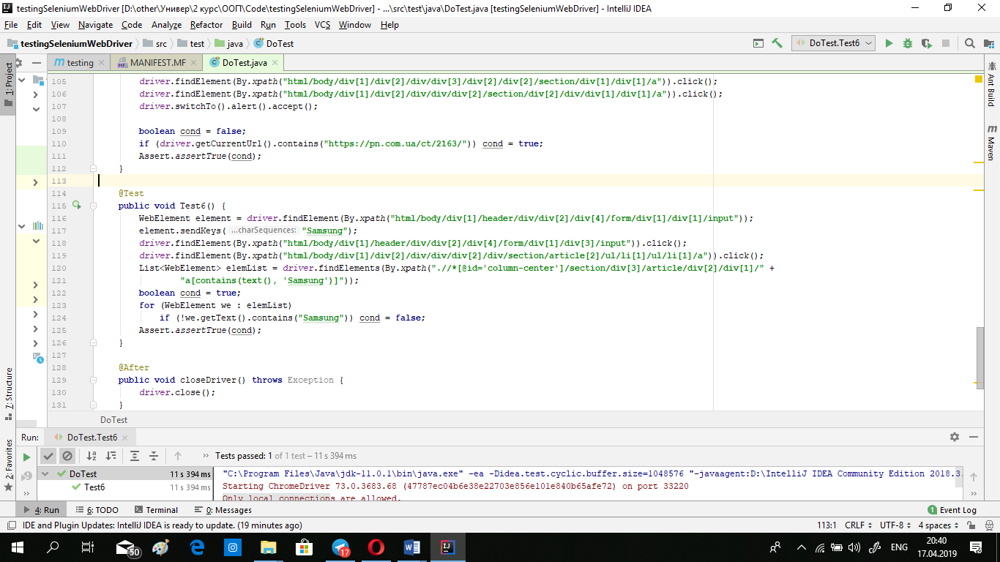 testingSeleniumWebDriver [D:\other\Универ\2 курс\ООП\Code\testingSeleniumWebDriver] - ...\src\test\java\DoTest.java [testingSeleniumWebDriver] - IntelliJ IDEA
File Edit View Navigate Code Analyze Refactor Build Run Tools VCS Window Help
testingSeleniumWebDriver src test java DoTest
DoTest.Test6
testing MANIFEST.MF DoTest.java
1: Project
7: Structure
2: Favorites
Ant Build
Maven
105 driver.findElement(By.xpath("html/body/div[1]/div[2]/div/div[3]/div[2]/div[2]/section/div[1]/div[1]/a")).click();
106 driver.findElement(By.xpath("html/body/div[1]/div[2]/div/div/div[2]/section/div[2]/div/div[1]/div[1]/a")).click();
107 driver.switchTo().alert().accept();
108
109 boolean cond = false;
110 if (driver.getCurrentUrl().contains("https://pn.com.ua/ct/2163/")) cond = true;
111 Assert.assertTrue(cond);
112 }
113
114 @Test
115 public void Test6() {
116 WebElement element = driver.findElement(By.xpath("html/body/div[1]/header/div/div[2]/div[4]/form/div[1]/div[1]/input"));
117 element.sendKeys( ...charSequences: "Samsung");
118 driver.findElement(By.xpath("html/body/div[1]/header/div/div[2]/div[4]/form/div[1]/div[3]/input")).click();
119 driver.findElement(By.xpath("html/body/div[1]/div[2]/div/div/div[2]/div/section/article[2]/ul/li[1]/ul/li[1]/a")).click();
120 List<WebElement> elemList = driver.findElements(By.xpath(".//*[@id='column-center']/section/div[3]/article/div[2]/div[1]/" +
121 "a[contains(text(), 'Samsung')]"));
122 boolean cond = true;
123 for (WebElement we : elemList)
124 if (!we.getText().contains("Samsung")) cond = false;
125 Assert.assertTrue(cond);
126 }
127
128 @After
129 public void closeDriver() throws Exception {
130 driver.close();
131 }
DoTest
Run: DoTest.Test6
Tests passed: 1 of 1 test – 11 s 394 ms
DoTest 11 s 394 ms
Test6 11 s 394 ms
"C:\Program Files\Java\jdk-11.0.1\bin\java.exe" -ea -Didea.test.cyclic.buffer.size=1048576 "-javaagent:D:\IntelliJ IDEA Community Edition 2018.3.
Starting ChromeDriver 73.0.3683.68 (47787ec04b6e38e22703e856e101e840b65afe72) on port 33220
Only local connections are allowed.
4: Run 6: TODO Terminal 0: Messages 1 Event Log
IDE and Plugin Updates: IntelliJ IDEA is ready to update. (19 minutes ago) 113:1 CRLF UTF-8 4 spaces
50 17 ENG 20:40
17.04.2019